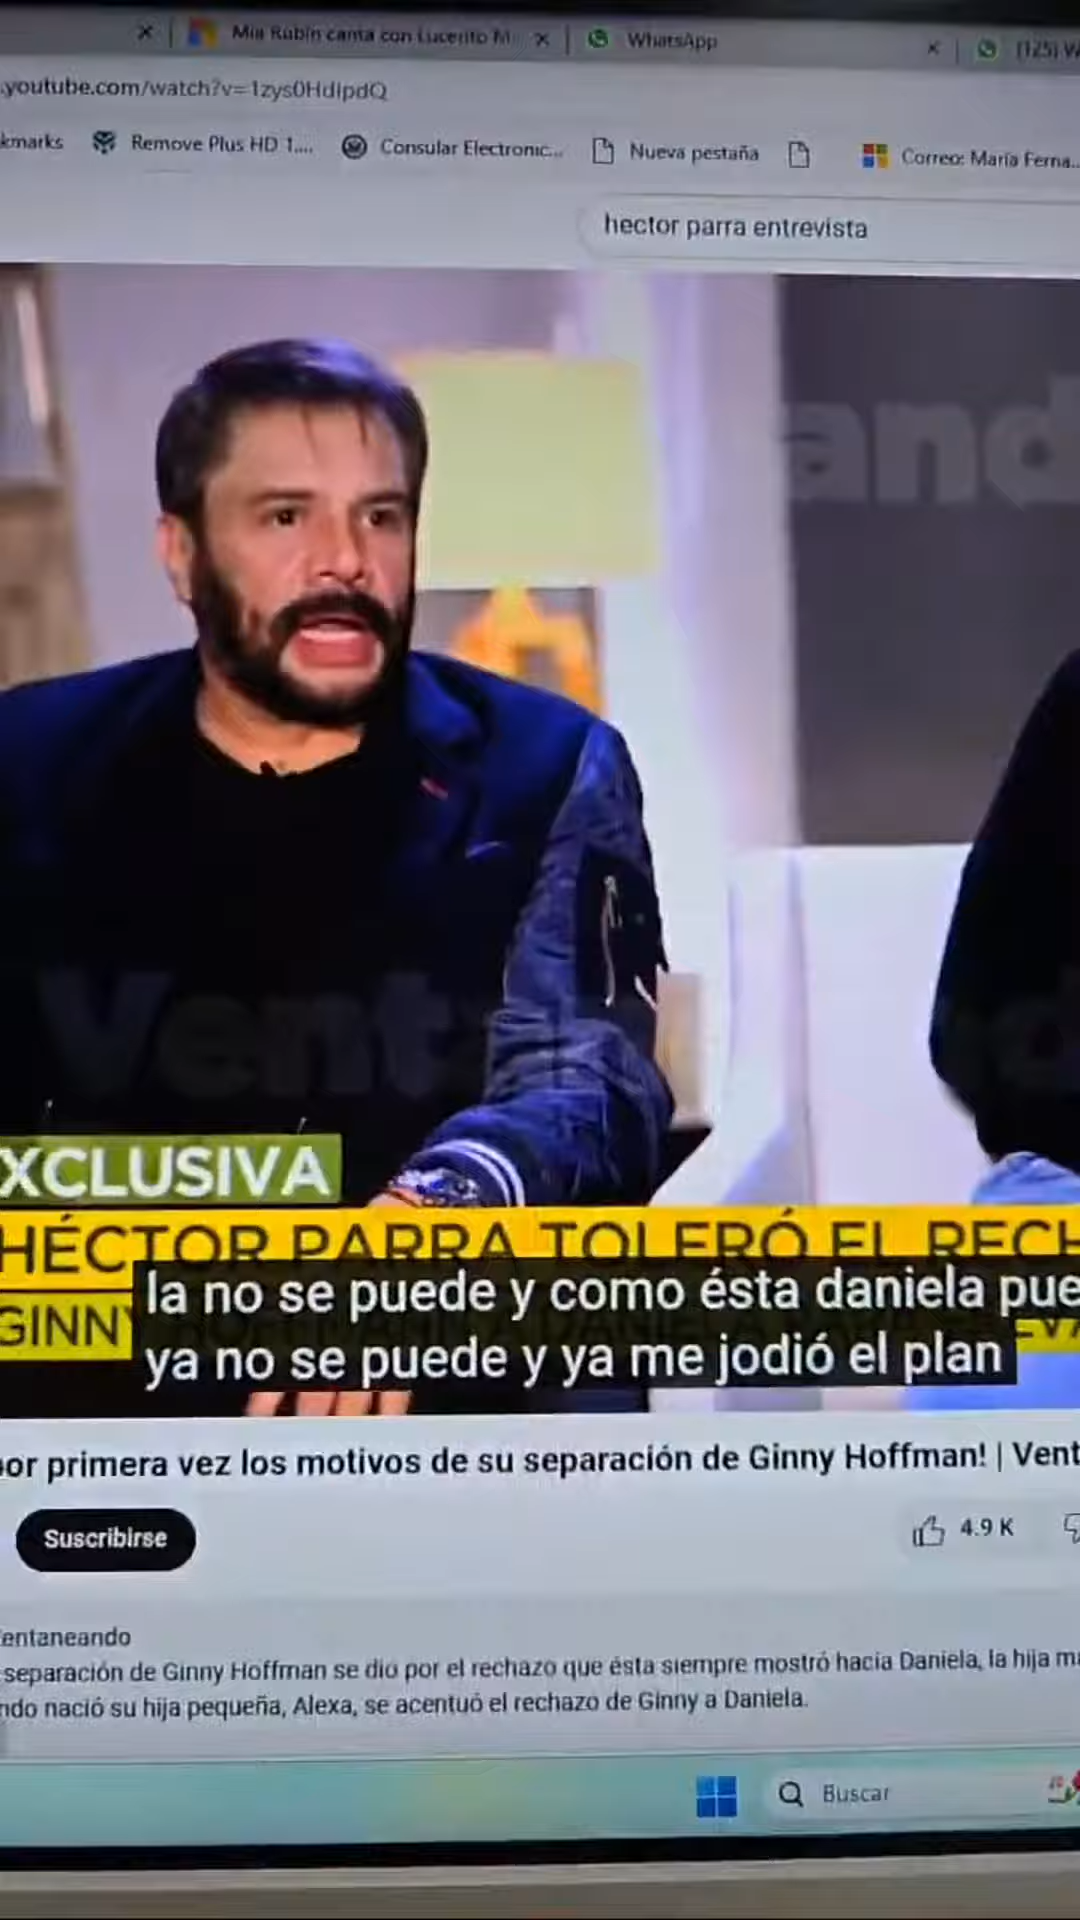 Mia Rubín canta con Lucerito M
WhatsApp
(125) W
.youtube.com/watch?v=1zys0HdIpdQ
kmarks
Remove Plus HD 1....
Consular Electronic...
Nueva pestaña
Correo: María Ferna...
hector parra entrevista
and
Vent
XCLUSIVA
HÉCTOR PARRA TOLERÓ EL RECH
GINNY
la no se puede y como ésta daniela pue
ya no se puede y ya me jodió el plan
por primera vez los motivos de su separación de Ginny Hoffman! | Vent
Suscribirse
4.9 K
entaneando
separación de Ginny Hoffman se dio por el rechazo que ésta siempre mostró hacia Daniela, la hija m
ndo nació su hija pequeña, Alexa, se acentuó el rechazo de Ginny a Daniela.
Buscar